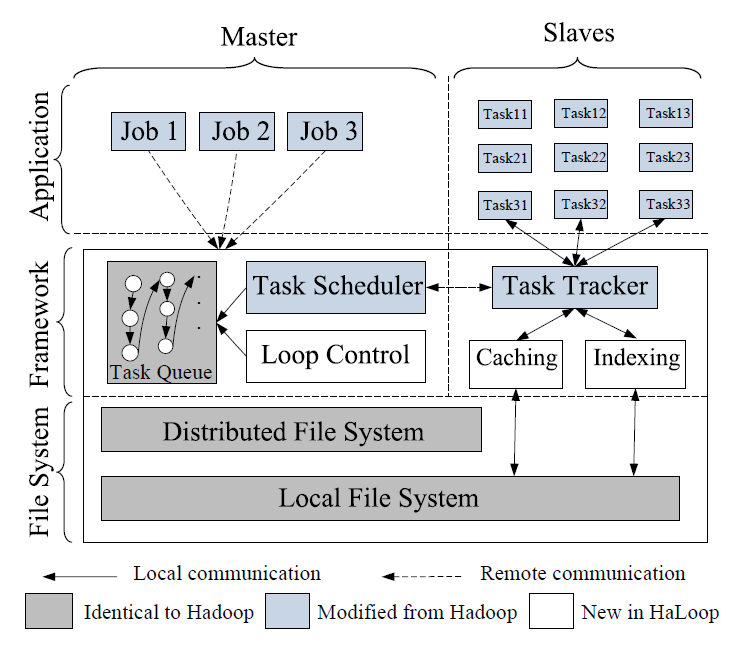 Master
Slaves
Application
Job 1
Job 2
Job 3
Task11
Task12
Task13
Task21
Task22
Task23
Task31
Task32
Task33
Framework
Task Queue
Task Scheduler
Loop Control
Task Tracker
Caching
Indexing
File System
Distributed File System
Local File System
Local communication
Remote communication
Identical to Hadoop
Modified from Hadoop
New in HaLoop